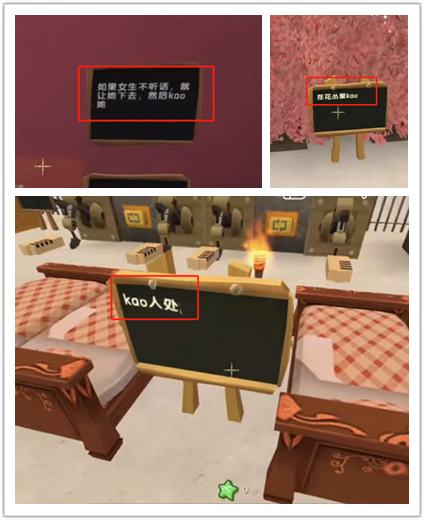 如果女生不听话，就
让她下去，然后kao
她
在花丛里kao
kao人处,